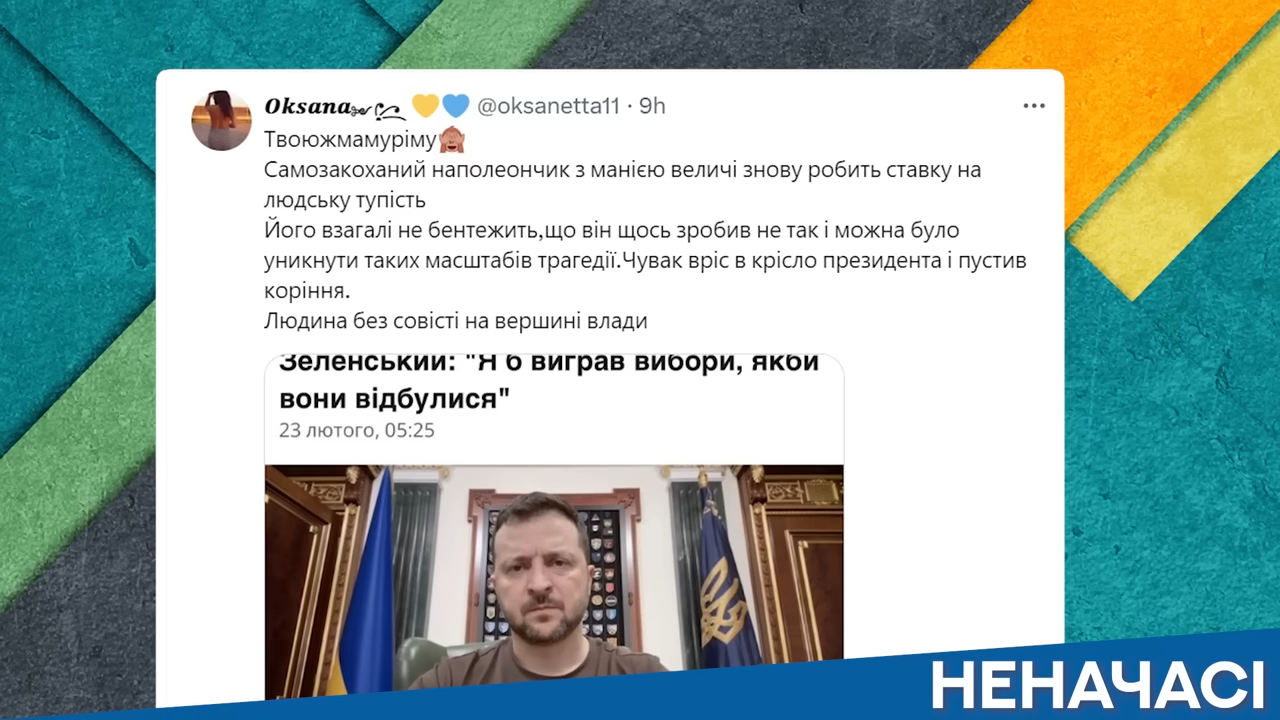 Oksana 💛💙 @oksanetta11 · 9h
Твоюжмамуріму🙈
Самозакоханий наполеончик з манією величі знову робить ставку на
людську тупість
Його взагалі не бентежить,що він щось зробив не так і можна було
уникнути таких масштабів трагедії.Чувак вріс в крісло президента і пустив
коріння.
Людина без совісті на вершині влади
Зеленський: "Я б виграв вибори, якби
вони відбулися"
23 лютого, 05:25
НЕНАЧАСІ